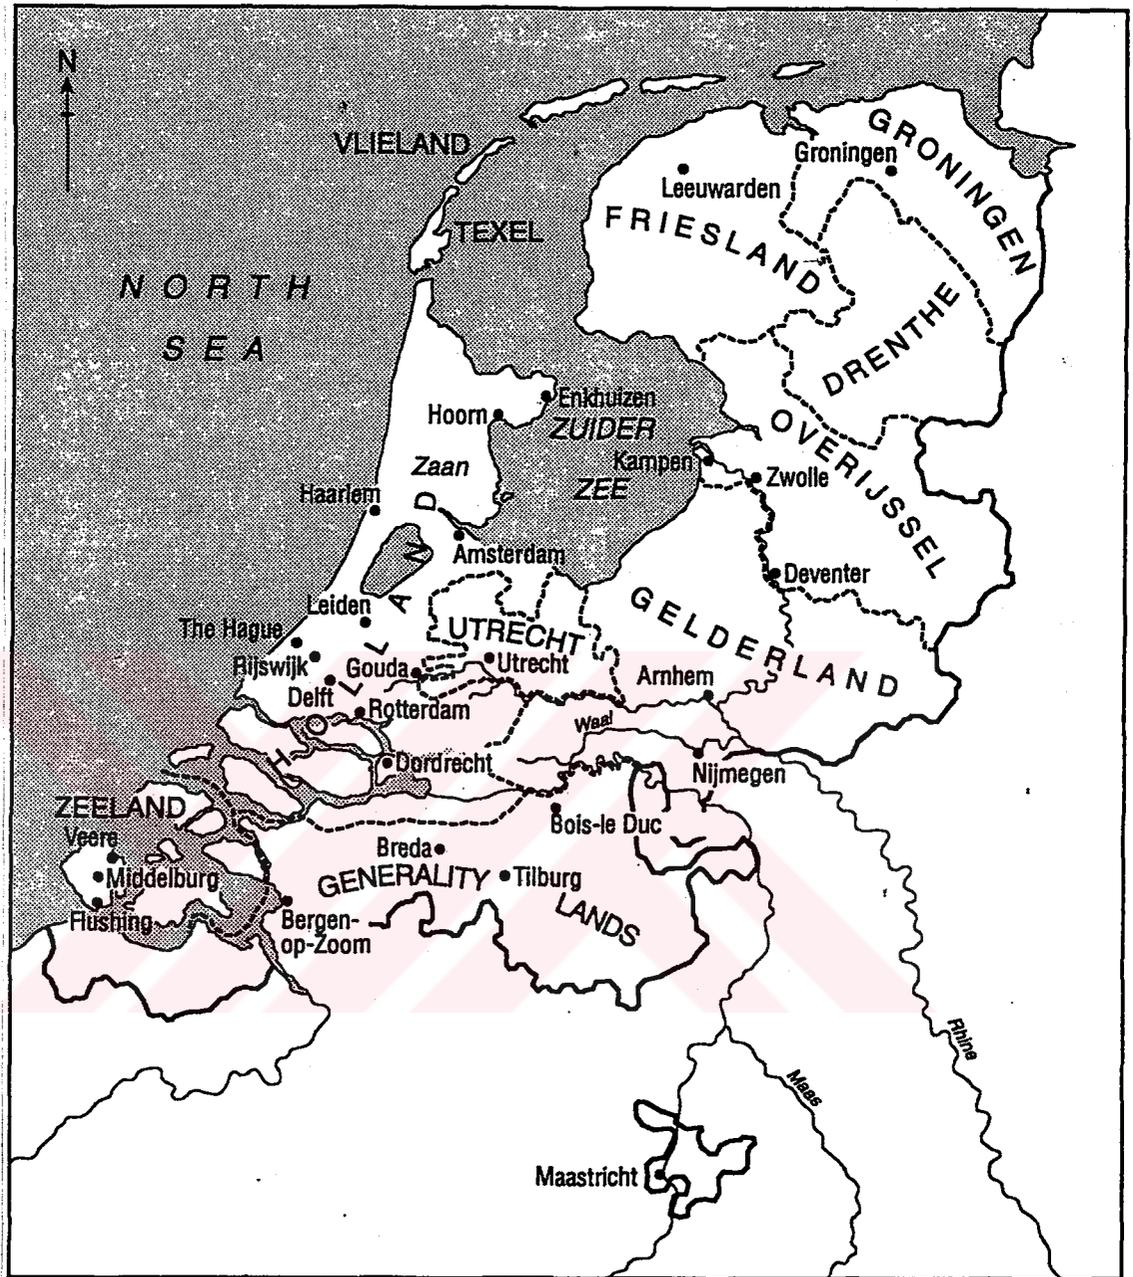 N
VLIELAND
TEXEL
NORTH
SEA
GRONINGEN
Groningen
Leeuwarden
FRIESLAND
DRENTHE
Enkhuizen
Hoorn
ZUIDER
ZEE
OVERIJSSEL
Kampen
Zwolle
Zaan
Haarlem
HOLLAND
Amsterdam
Deventer
Leiden
GELDERLAND
The Hague
UTRECHT
Utrecht
Rijswijk
Gouda
Arnhem
Delft
Rotterdam
Waal
Dordrecht
Nijmegen
ZEELAND
Bois-le Duc
Veere
Breda
Middelburg
GENERALITY
LANDS
Tilburg
Flushing
Bergen-
op-Zoom
Rhine
Maas
Maastricht